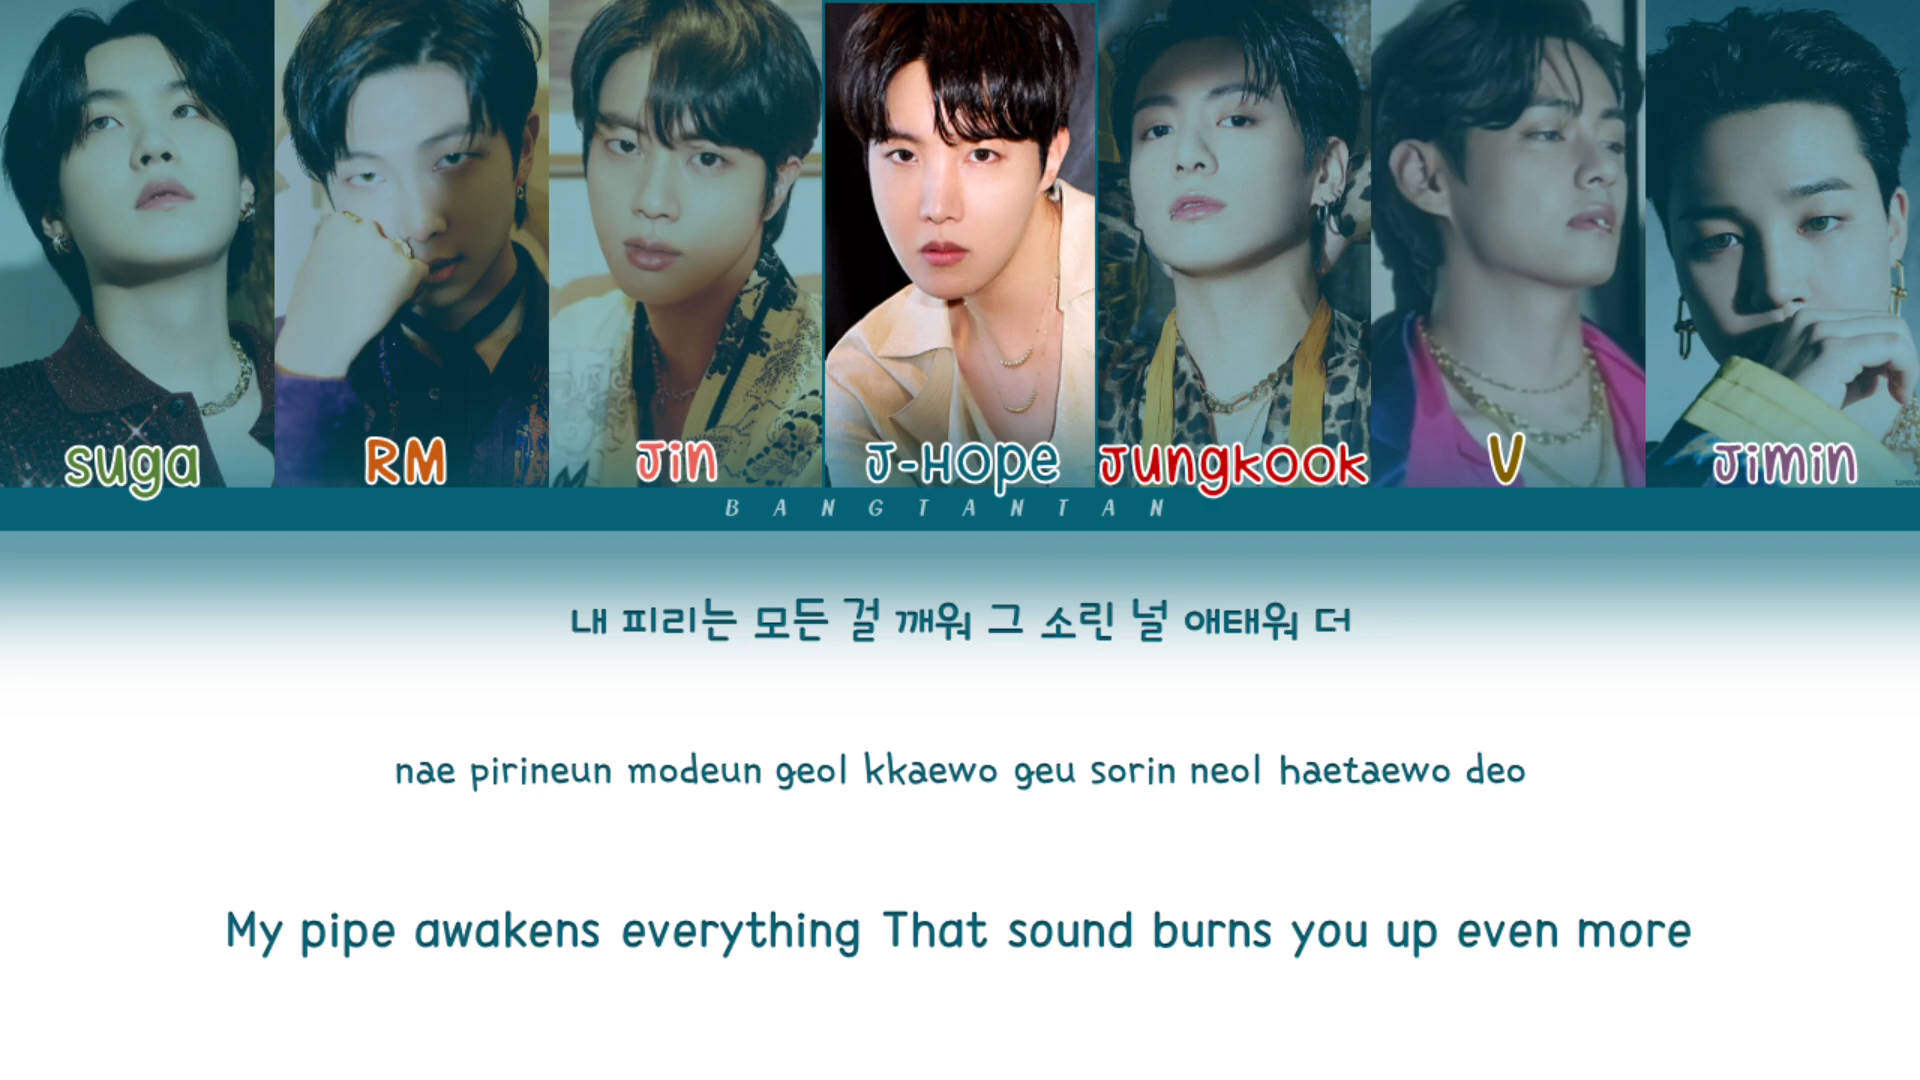 suga RM Jin J-Hope Jungkook V Jimin
BANGTANTAN
내 피리는 모든 걸 깨워 그 소린 널 애태워 더
nae pirineun modeun geol kkaewo geu sorin neol haetaewo deo
My pipe awakens everything That sound burns you up even more